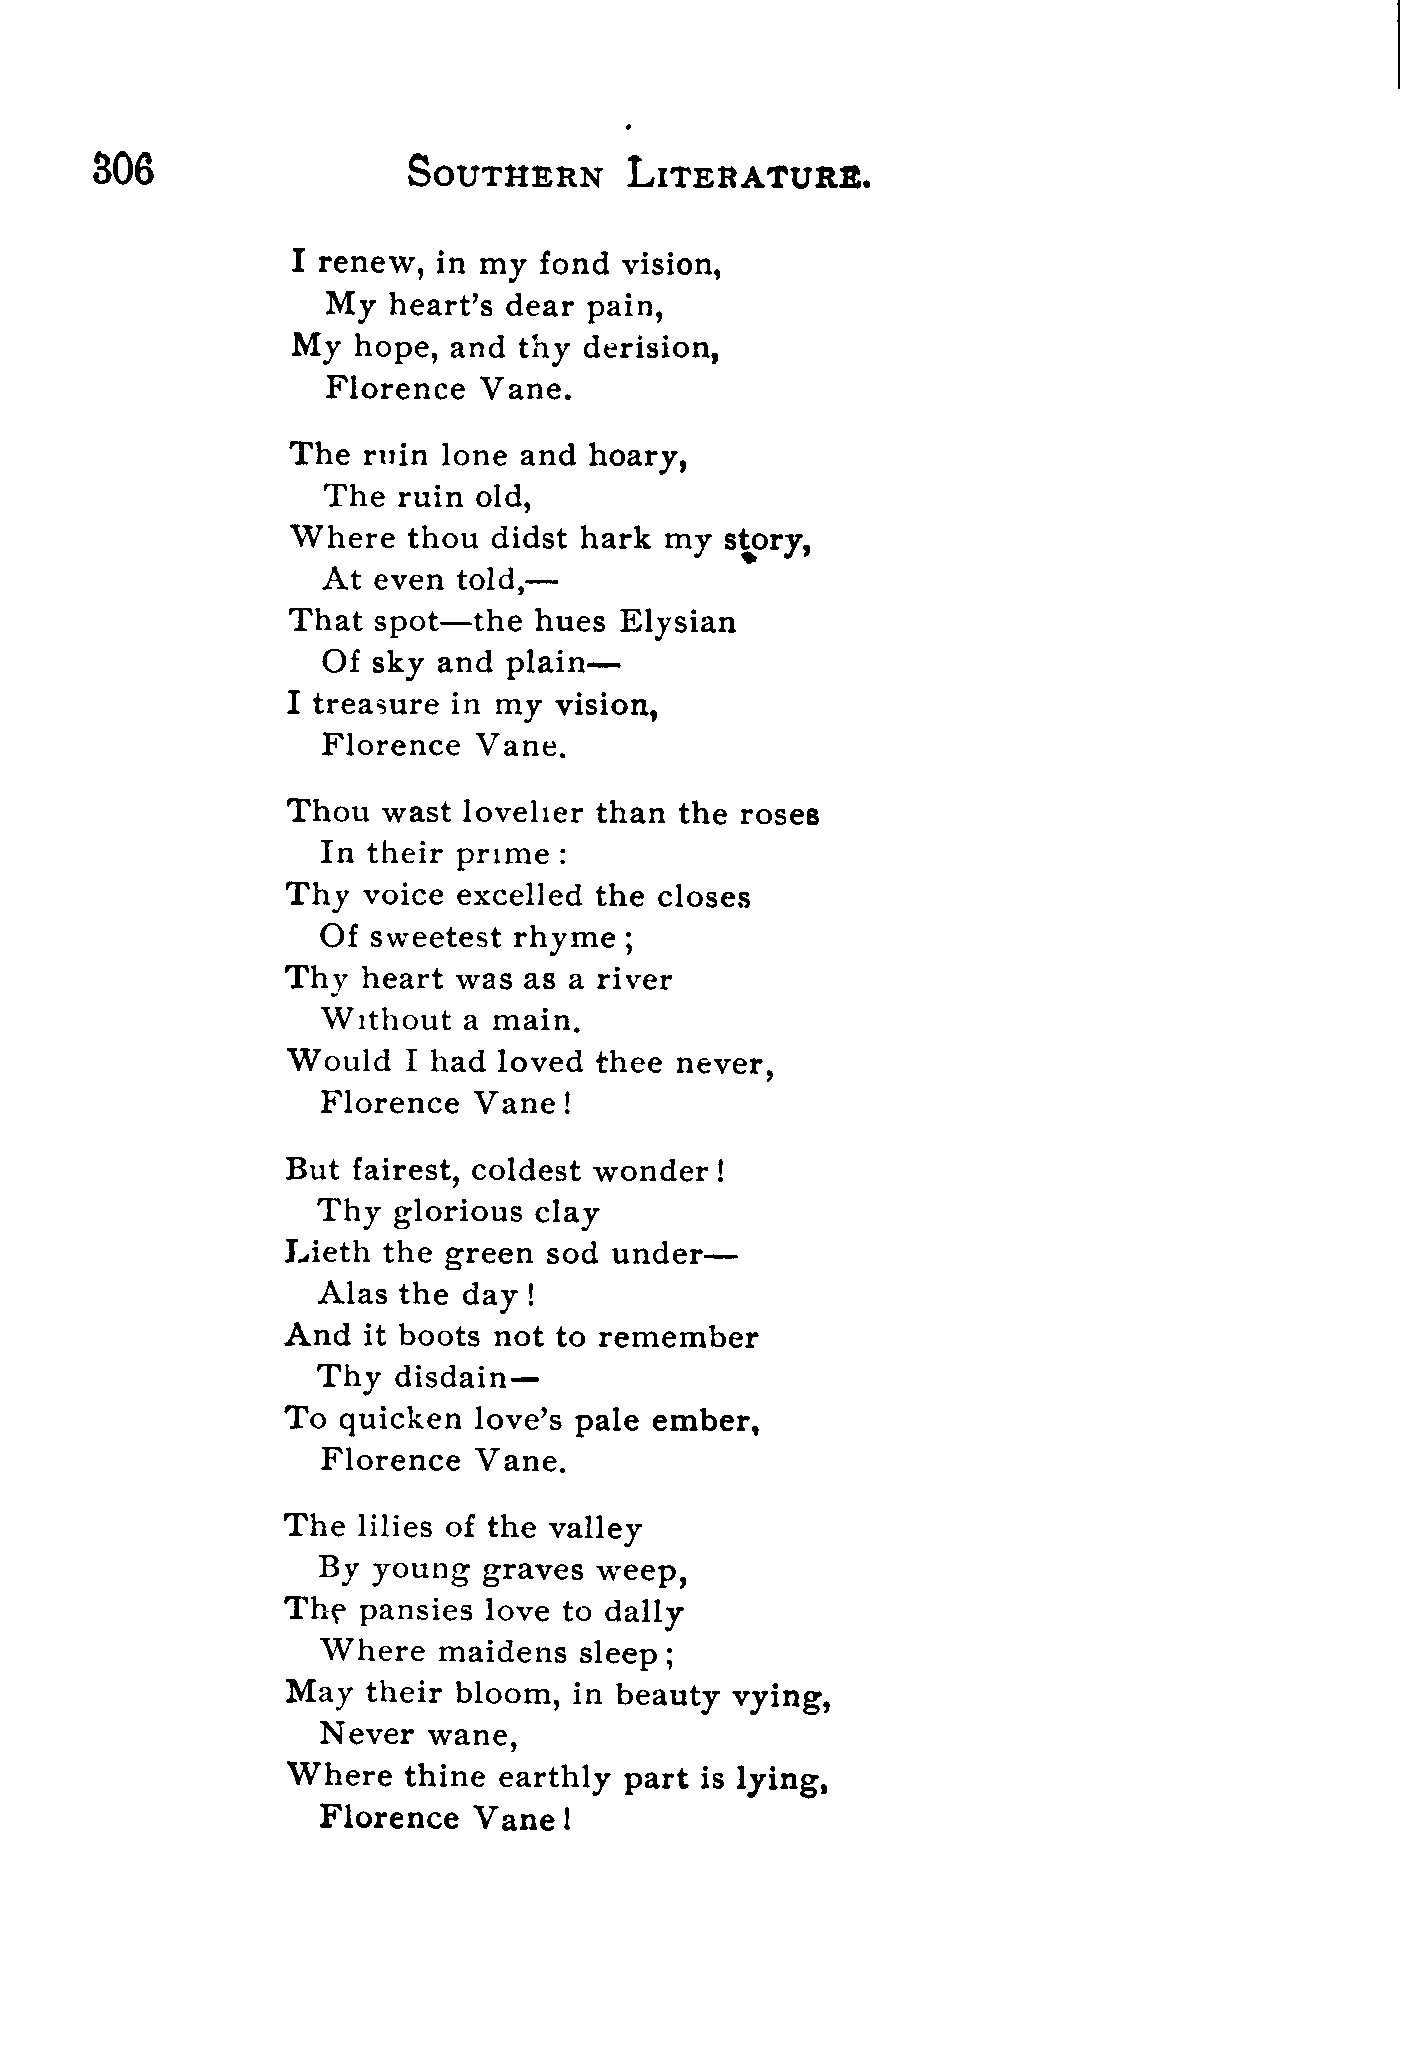 306 SOUTHERN LITERATURE.
I renew, in my fond vision,
My heart's dear pain,
My hope, and thy derision,
Florence Vane.
The ruin lone and hoary,
The ruin old,
Where thou didst hark my story,
At even told,—
That spot—the hues Elysian
Of sky and plain—
I treasure in my vision,
Florence Vane.
Thou wast lovelier than the roses
In their prime :
Thy voice excelled the closes
Of sweetest rhyme ;
Thy heart was as a river
Without a main.
Would I had loved thee never,
Florence Vane !
But fairest, coldest wonder !
Thy glorious clay
Lieth the green sod under—
Alas the day !
And it boots not to remember
Thy disdain—
To quicken love's pale ember,
Florence Vane.
The lilies of the valley
By young graves weep,
The pansies love to dally
Where maidens sleep ;
May their bloom, in beauty vying,
Never wane,
Where thine earthly part is lying,
Florence Vane !